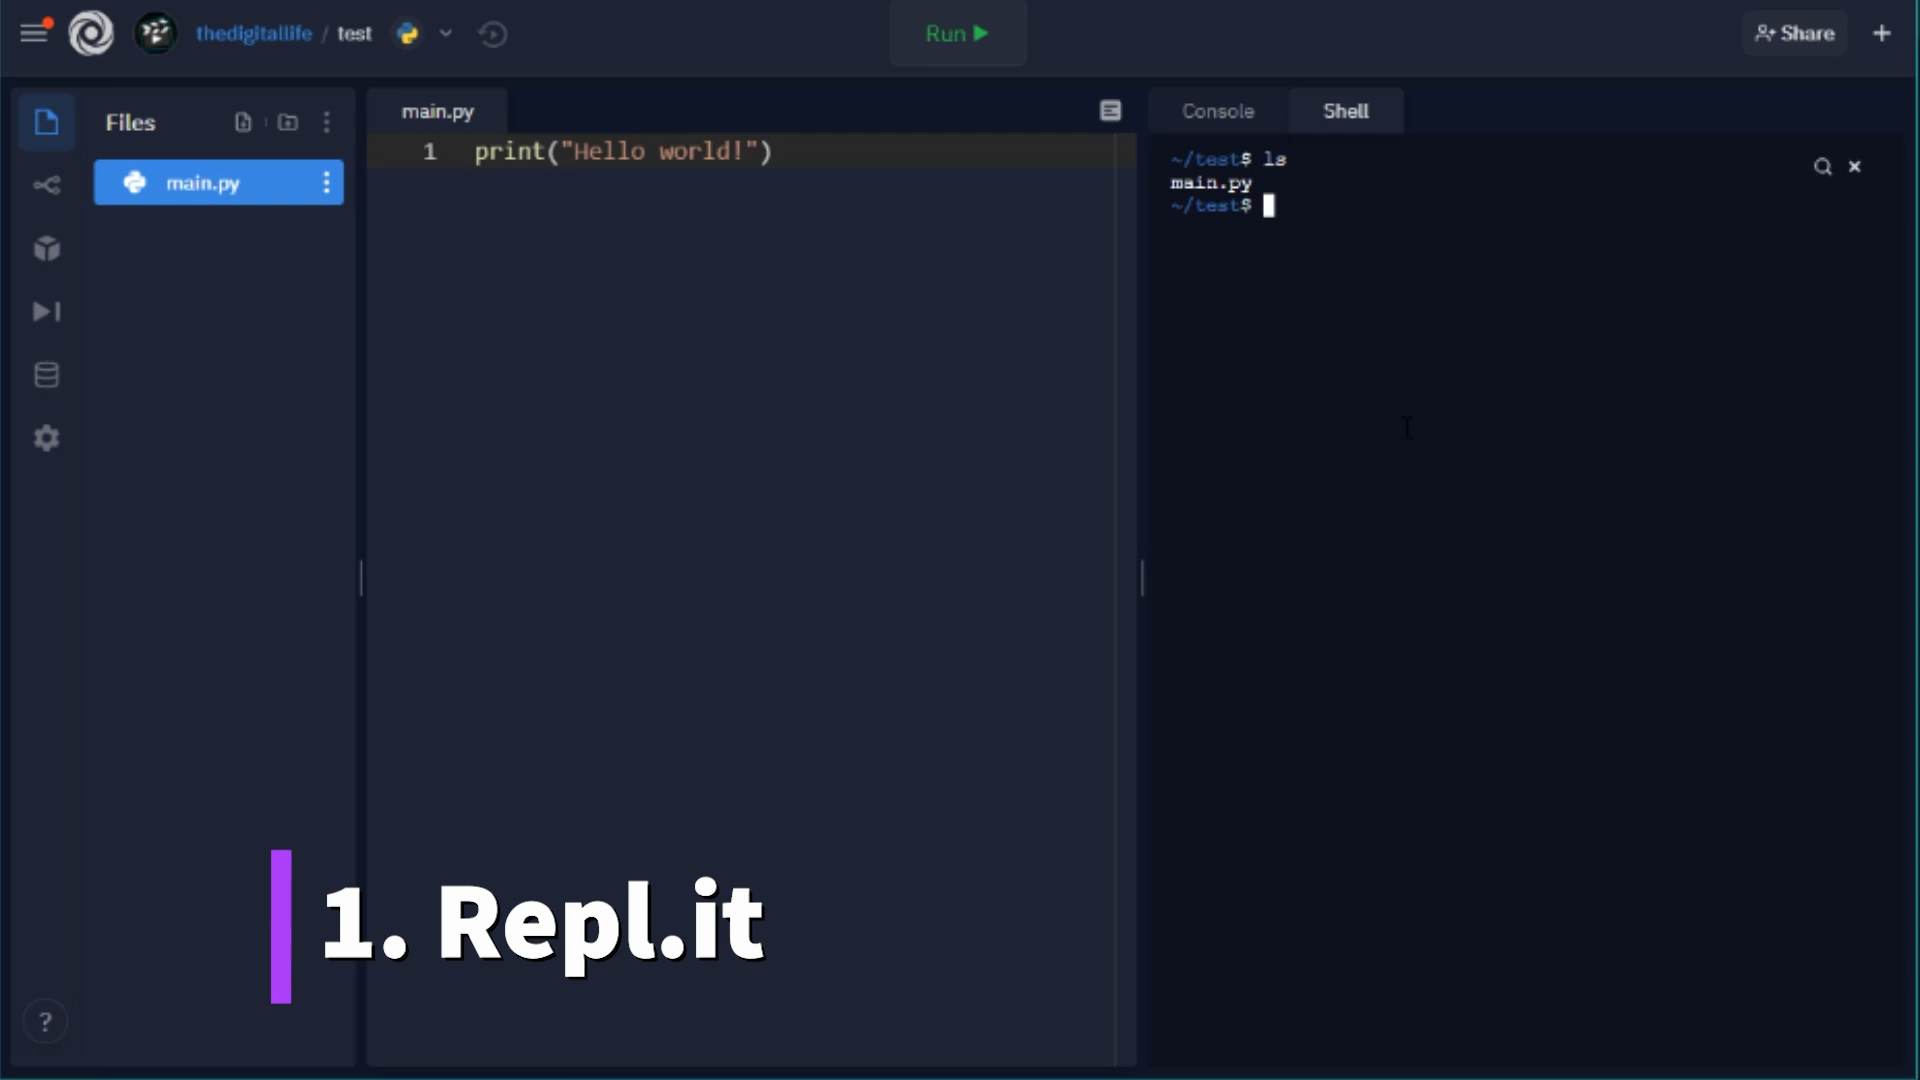 thedigitallife / test
Run
Share
Files
main.py
main.py
1 print("Hello world!")
Console
Shell
~/test$ ls
main.py
~/test$
1. Repl.it
?